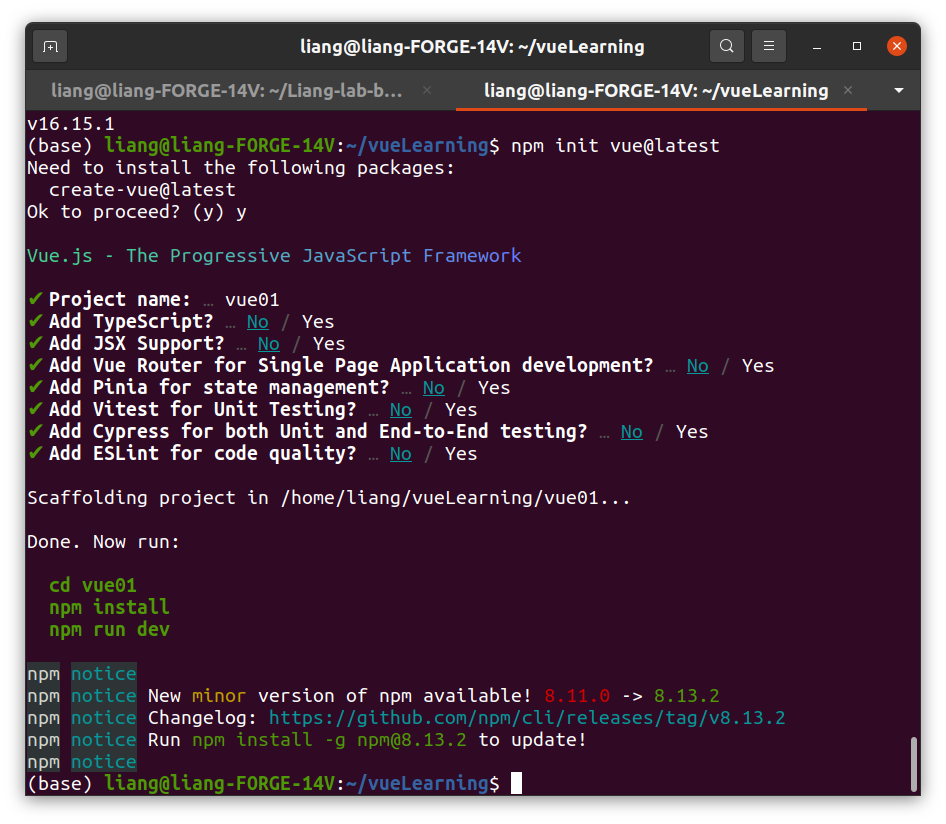 liang@liang-FORGE-14V: ~/vueLearning
liang@liang-FORGE-14V: ~/Liang-lab-b... × liang@liang-FORGE-14V: ~/vueLearning ×
v16.15.1
(base) liang@liang-FORGE-14V:~/vueLearning$ npm init vue@latest
Need to install the following packages:
  create-vue@latest
Ok to proceed? (y) y
Vue.js - The Progressive JavaScript Framework
✔ Project name: … vue01
✔ Add TypeScript? … No / Yes
✔ Add JSX Support? … No / Yes
✔ Add Vue Router for Single Page Application development? … No / Yes
✔ Add Pinia for state management? … No / Yes
✔ Add Vitest for Unit Testing? … No / Yes
✔ Add Cypress for both Unit and End-to-End testing? … No / Yes
✔ Add ESLint for code quality? … No / Yes
Scaffolding project in /home/liang/vueLearning/vue01...
Done. Now run:
  cd vue01
  npm install
  npm run dev
npm notice
npm notice New minor version of npm available! 8.11.0 -> 8.13.2
npm notice Changelog: https://github.com/npm/cli/releases/tag/v8.13.2
npm notice Run npm install -g npm@8.13.2 to update!
npm notice
(base) liang@liang-FORGE-14V:~/vueLearning$